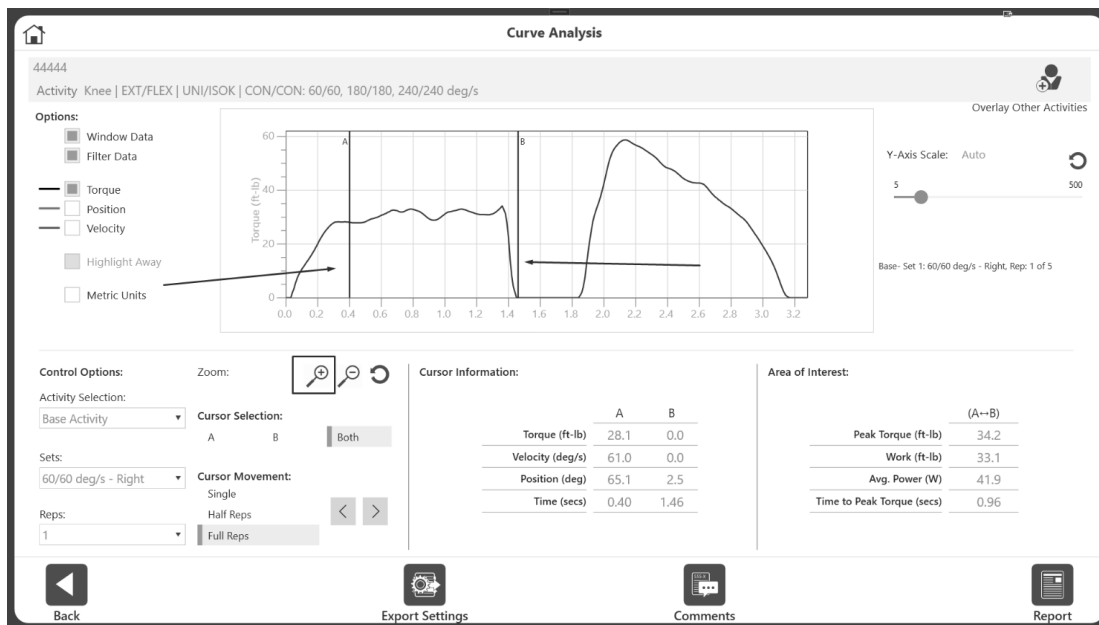 Curve Analysis
44444
Activity Knee | EXT/FLEX | UNI/ISOK | CON/CON: 60/60, 180/180, 240/240 deg/s
Overlay Other Activities
Options:
Window Data
Filter Data
Torque
Position
Velocity
Highlight Away
Metric Units
Torque (ft-lb)
60
40
20
0
A
B
0.0 0.2 0.4 0.6 0.8 1.0 1.2 1.4 1.6 1.8 2.0 2.2 2.4 2.6 2.8 3.0 3.2
Y-Axis Scale: Auto
5 500
Base- Set 1: 60/60 deg/s - Right, Rep: 1 of 5
Control Options:
Activity Selection:
Base Activity
Sets:
60/60 deg/s - Right
Reps:
1
Zoom:
Cursor Selection:
A B Both
Cursor Movement:
Single
Half Reps
Full Reps
Cursor Information:
A B
Torque (ft-lb) 28.1 0.0
Velocity (deg/s) 61.0 0.0
Position (deg) 65.1 2.5
Time (secs) 0.40 1.46
Area of Interest:
(A↔B)
Peak Torque (ft-lb) 34.2
Work (ft-lb) 33.1
Avg. Power (W) 41.9
Time to Peak Torque (secs) 0.96
Back
Export Settings
Comments
Report